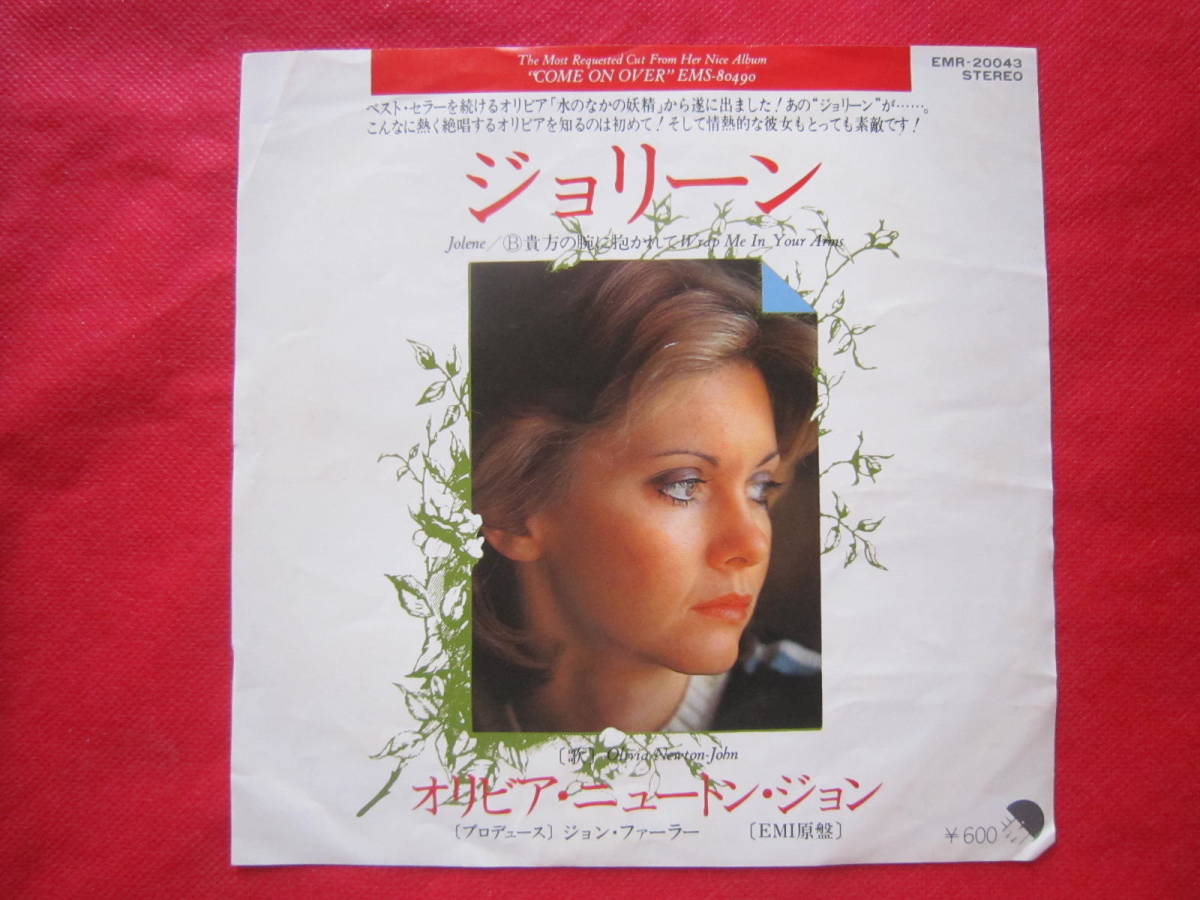 The Most Requested Cut From Her Nice Album
"COME ON OVER" EMS-80490
EMR-20043
STEREO
ベスト・セラーを続けるオリビア「水のなかの妖精」から遂に出ました！あの“ジョリーン”が……。
こんなに熱く絶唱するオリビアを知るのは初めて！そして情熱的な彼女もとっても素敵です！
ジョリーン
Jolene／Ⓑ貴方の腕に抱かれて Wrap Me In Your Arms
〔歌〕 Olivia Newton-John
オリビア・ニュートン・ジョン
〔プロデュース〕ジョン・ファーラー 〔EMI原盤〕
￥600